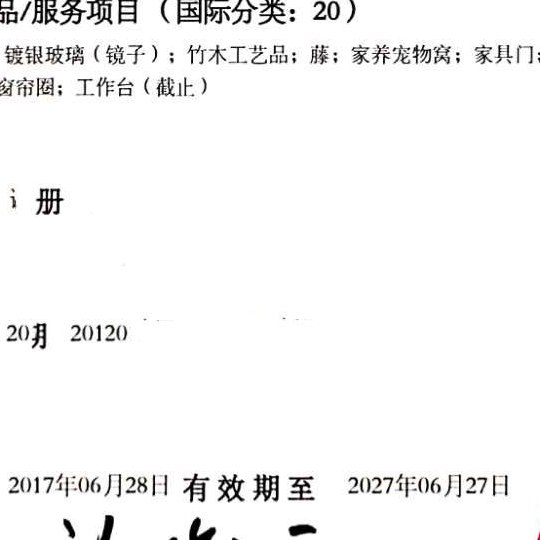 品/服务项目（国际分类：20）
镀银玻璃（镜子）；竹木工艺品；藤；家养宠物窝；家具门；
窗帘圈；工作台（截止）
册
20月 20120
2017年06月28日 有效期至 2027年06月27日